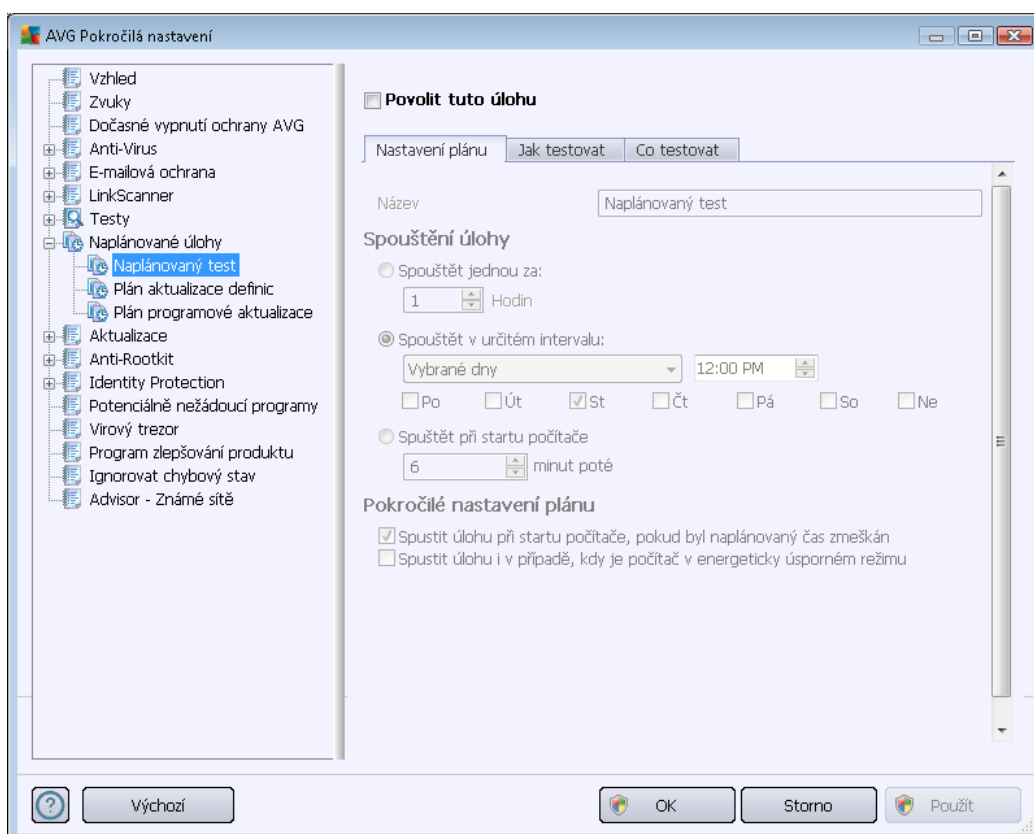 AVG Pokročilá nastavení
Vzhled
Zvuky
Dočasné vypnutí ochrany AVG
Anti-Virus
E-mailová ochrana
LinkScanner
Testy
Naplánované úlohy
Naplánovaný test
Plán aktualizace definic
Plán programové aktualizace
Aktualizace
Anti-Rootkit
Identity Protection
Potenciálně nežádoucí programy
Virový trezor
Program zlepšování produktu
Ignorovat chybový stav
Advisor - Známé sítě
Povolit tuto úlohu
Nastavení plánu Jak testovat Co testovat
Název Naplánovaný test
Spouštění úlohy
Spouštět jednou za:
1 Hodin
Spouštět v určitém intervalu:
Vybrané dny 12:00 PM
Po Út St Čt Pá So Ne
Spuštět při startu počítače
6 minut poté
Pokročilé nastavení plánu
Spustit úlohu při startu počítače, pokud byl naplánovaný čas zmeškán
Spustit úlohu i v případě, kdy je počítač v energeticky úsporném režimu
? Výchozí OK Storno Použít